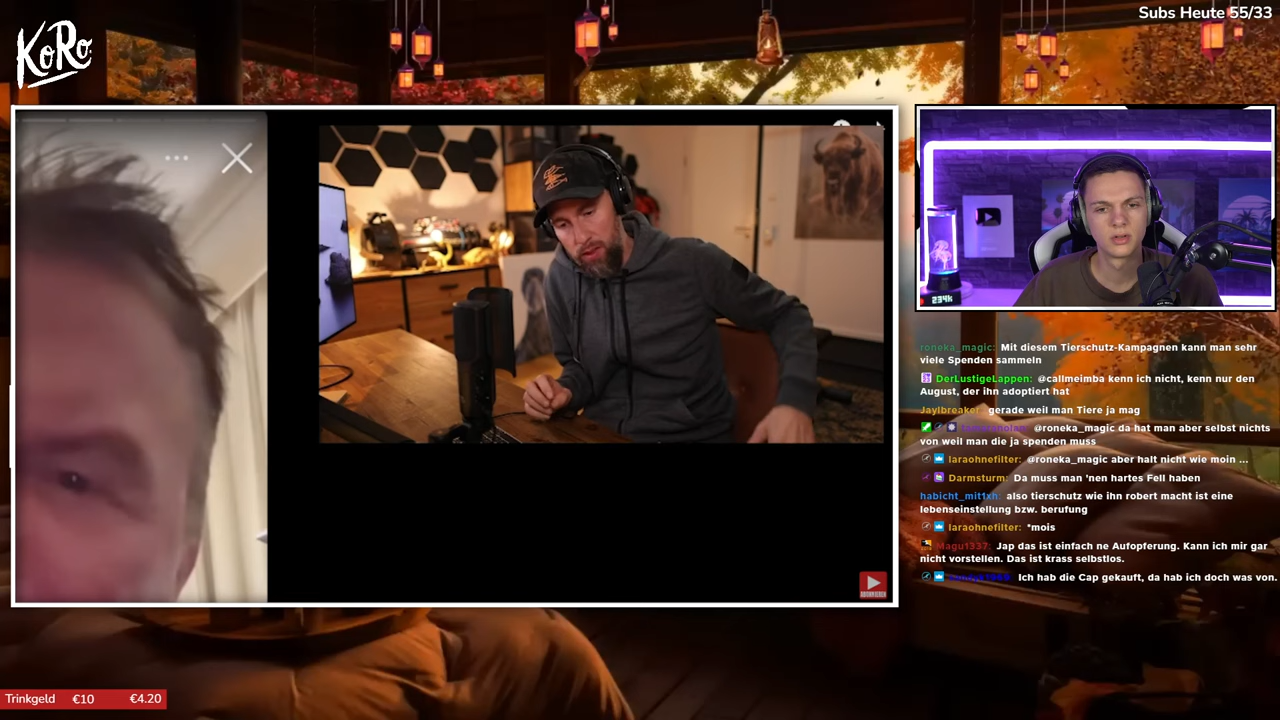 Subs Heute 55/33
KoRo
roneka_magic: Mit diesem Tierschutz-Kampagnen kann man sehr
viele Spenden sammeln
DerLustigeLappen: @callmeimba kenn ich nicht, kenn nur den
August, der ihn adoptiert hat
Jaylbreaker gerade weil man Tiere ja mag
@roneka_magic da hat man aber selbst nichts
von weil man die ja spenden muss
laraohnefilter: @roneka_magic aber halt nicht wie moin ...
Darmsturm: Da muss man 'nen hartes Fell haben
habicht_mit1xh: also tierschutz wie ihn robert macht ist eine
lebenseinstellung bzw. berufung
laraohnefilter: *mois
Magu1337: Jap das ist einfach ne Aufopferung. Kann ich mir gar
nicht vorstellen. Das ist krass selbstlos.
Ich hab die Cap gekauft, da hab ich doch was von.
234k
Trinkgeld €10 €4.20